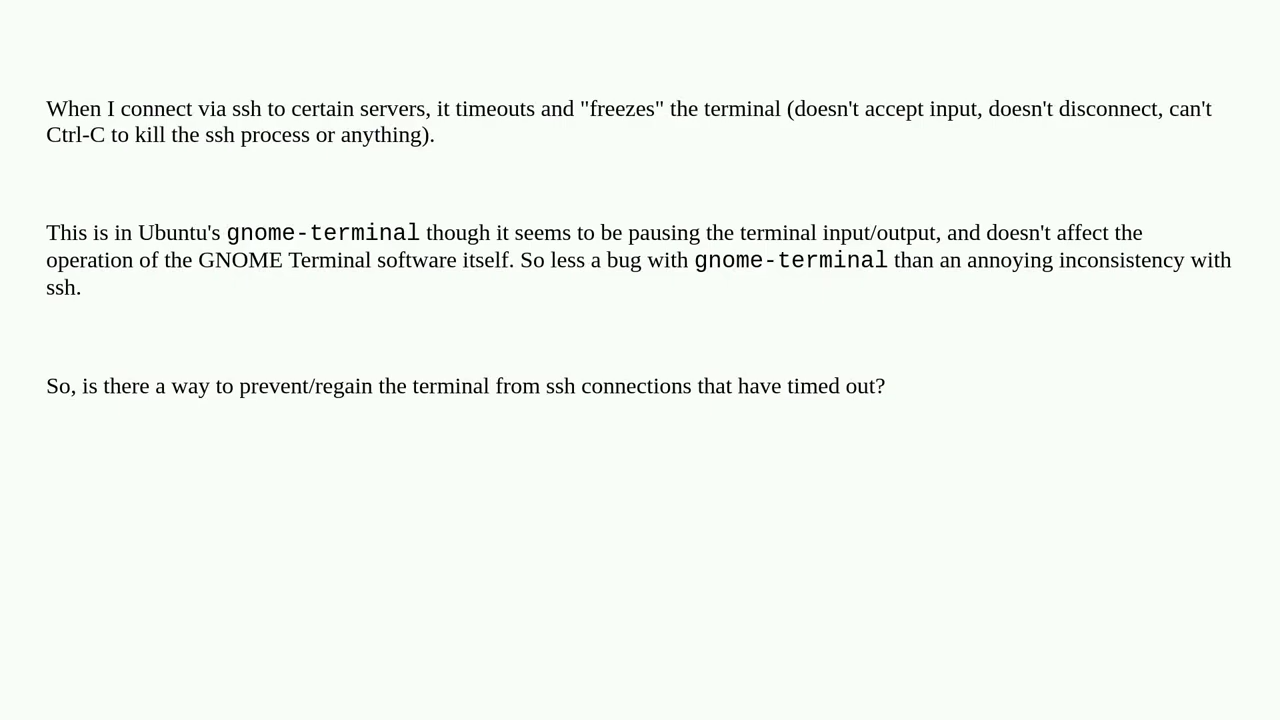 When I connect via ssh to certain servers, it timeouts and "freezes" the terminal (doesn't accept input, doesn't disconnect, can't
Ctrl-C to kill the ssh process or anything).
This is in Ubuntu's gnome-terminal though it seems to be pausing the terminal input/output, and doesn't affect the
operation of the GNOME Terminal software itself. So less a bug with gnome-terminal than an annoying inconsistency with
ssh.
So, is there a way to prevent/regain the terminal from ssh connections that have timed out?